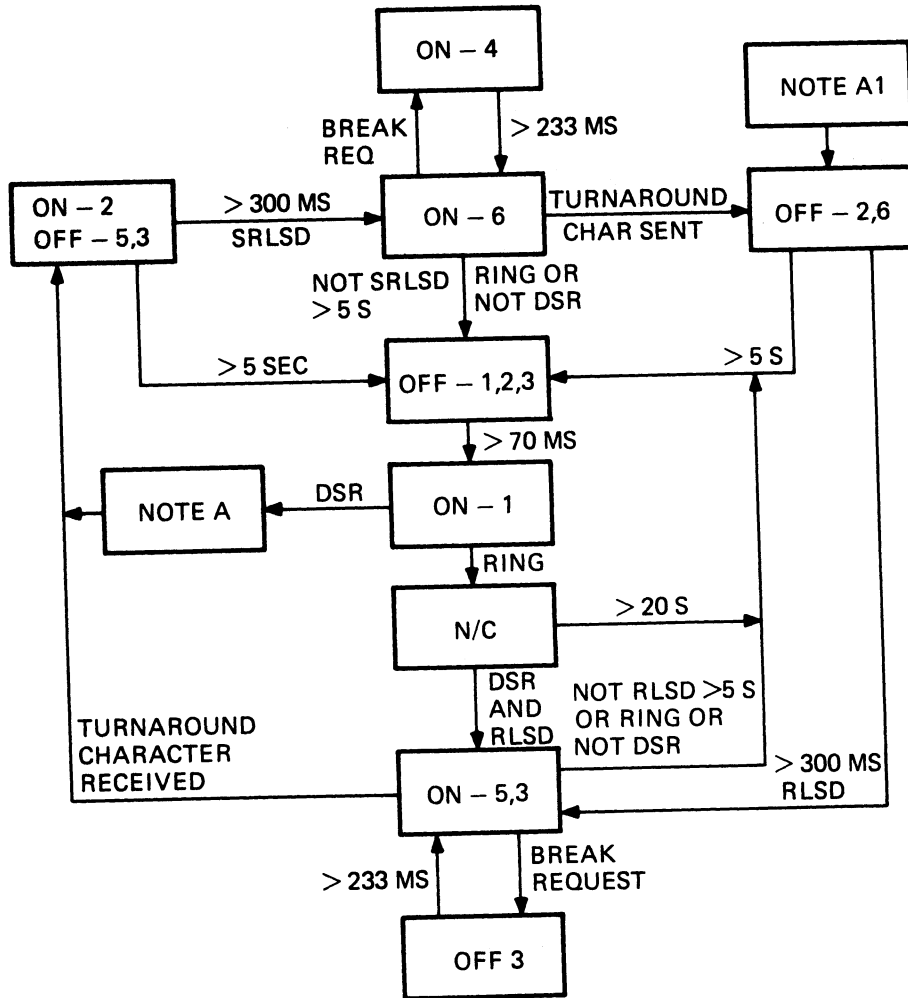 ON – 4
NOTE A1
BREAK
REQ
> 233 MS
ON – 2
OFF – 5,3
> 300 MS
SRLSD
ON – 6
TURNAROUND
CHAR SENT
OFF – 2,6
NOT SRLSD
> 5 S
RING OR
NOT DSR
> 5 SEC
OFF – 1,2,3
> 5 S
> 70 MS
NOTE A
DSR
ON – 1
RING
N/C
> 20 S
DSR
AND
RLSD
NOT RLSD >5 S
OR RING OR
NOT DSR
TURNAROUND
CHARACTER
RECEIVED
ON – 5,3
> 300 MS
RLSD
> 233 MS
BREAK
REQUEST
OFF 3